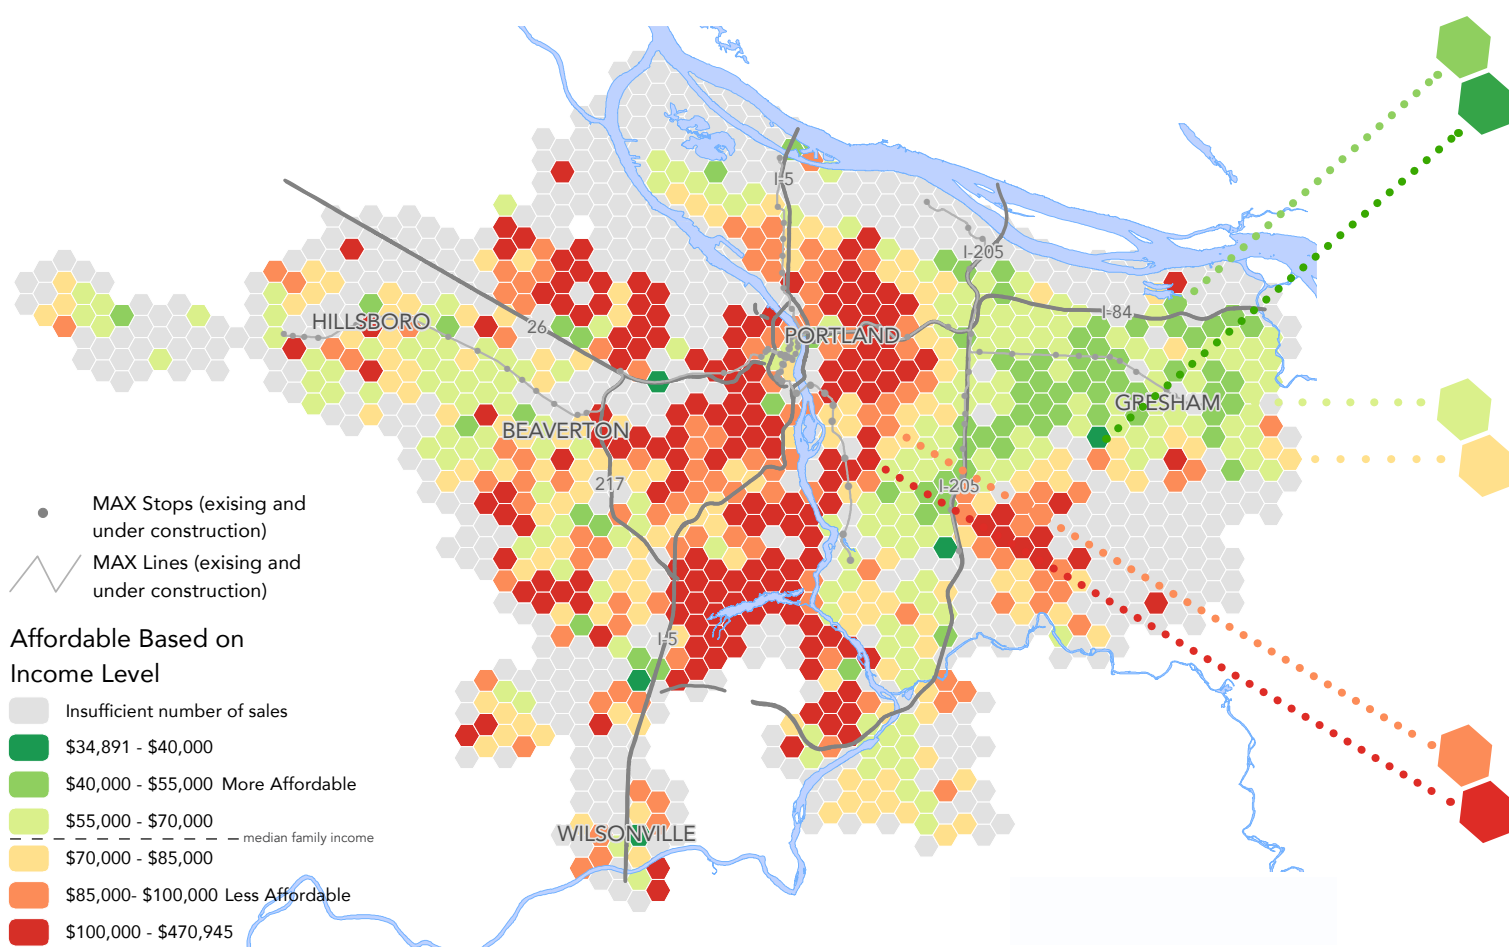 I-5
I-205
HILLSBORO
26
I-84
PORTLAND
GRESHAM
BEAVERTON
217
I-205
MAX Stops (exising and
under construction)
MAX Lines (exising and
under construction)
I-5
Affordable Based on
Income Level
Insufficient number of sales
$34,891 - $40,000
$40,000 - $55,000 More Affordable
$55,000 - $70,000
median family income
$70,000 - $85,000
$85,000- $100,000 Less Affordable
$100,000 - $470,945
WILSONVILLE